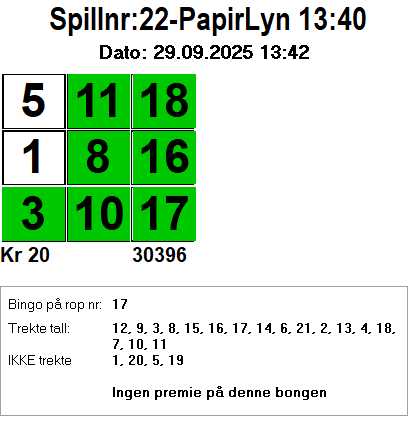 Spillnr:22-PapirLyn 13:40
Dato: 29.09.2025 13:42
5 11 18
1 8 16
3 10 17
Kr 20 30396
Bingo på rop nr: 17
Trekte tall: 12, 9, 3, 8, 15, 16, 17, 14, 6, 21, 2, 13, 4, 18,
7, 10, 11
IKKE trekte 1, 20, 5, 19
Ingen premie på denne bongen